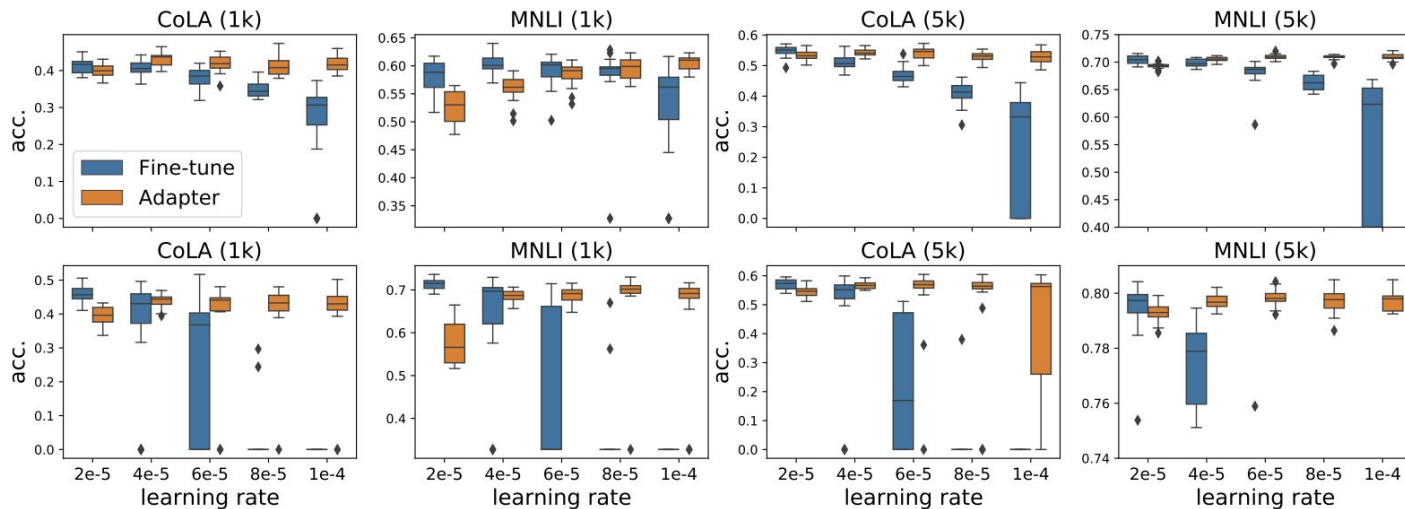 CoLA (1k)
MNLI (1k)
CoLA (5k)
MNLI (5k)
acc.
0.4
0.3
0.2
0.1
0.0
Fine-tune
Adapter
0.65
0.60
0.55
0.50
0.45
0.40
0.35
acc.
0.6
0.5
0.4
0.3
0.2
0.1
0.0
0.75
0.70
0.65
0.60
0.55
0.50
0.45
0.40
CoLA (1k)
MNLI (1k)
CoLA (5k)
MNLI (5k)
acc.
0.5
0.4
0.3
0.2
0.1
0.0
2e-5 4e-5 6e-5 8e-5 1e-4
learning rate
0.7
0.6
0.5
0.4
2e-5 4e-5 6e-5 8e-5 1e-4
learning rate
acc.
0.6
0.5
0.4
0.3
0.2
0.1
0.0
2e-5 4e-5 6e-5 8e-5 1e-4
learning rate
0.80
0.78
0.76
0.74
2e-5 4e-5 6e-5 8e-5 1e-4
learning rate